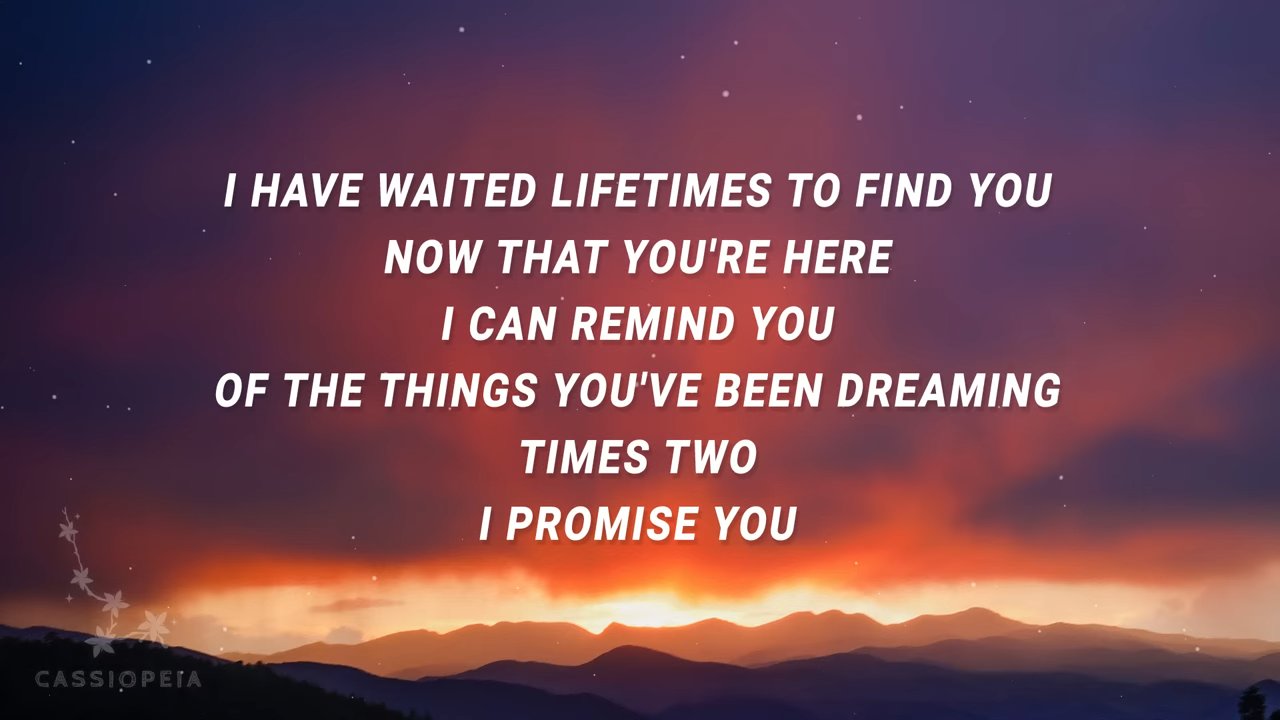 I HAVE WAITED LIFETIMES TO FIND YOU
NOW THAT YOU'RE HERE
I CAN REMIND YOU
OF THE THINGS YOU'VE BEEN DREAMING
TIMES TWO
I PROMISE YOU
CASSIOPEIA